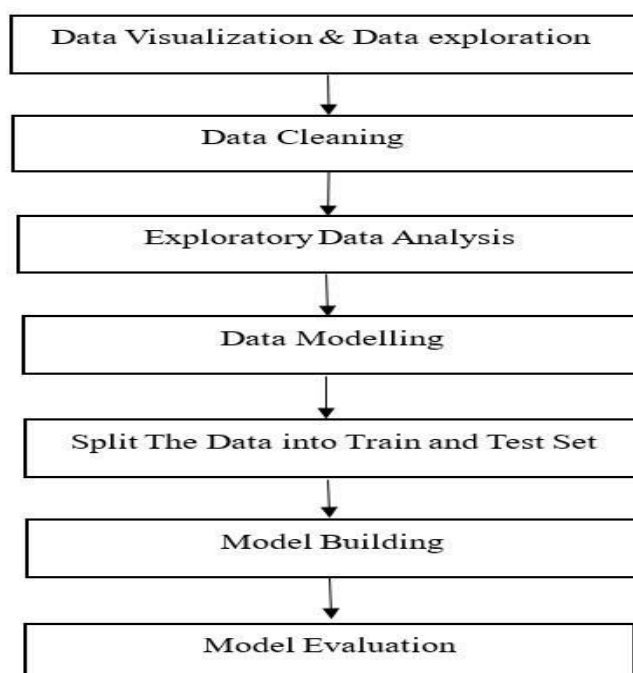 Data Visualization & Data exploration
Data Cleaning
Exploratory Data Analysis
Data Modelling
Split The Data into Train and Test Set
Model Building
Model Evaluation